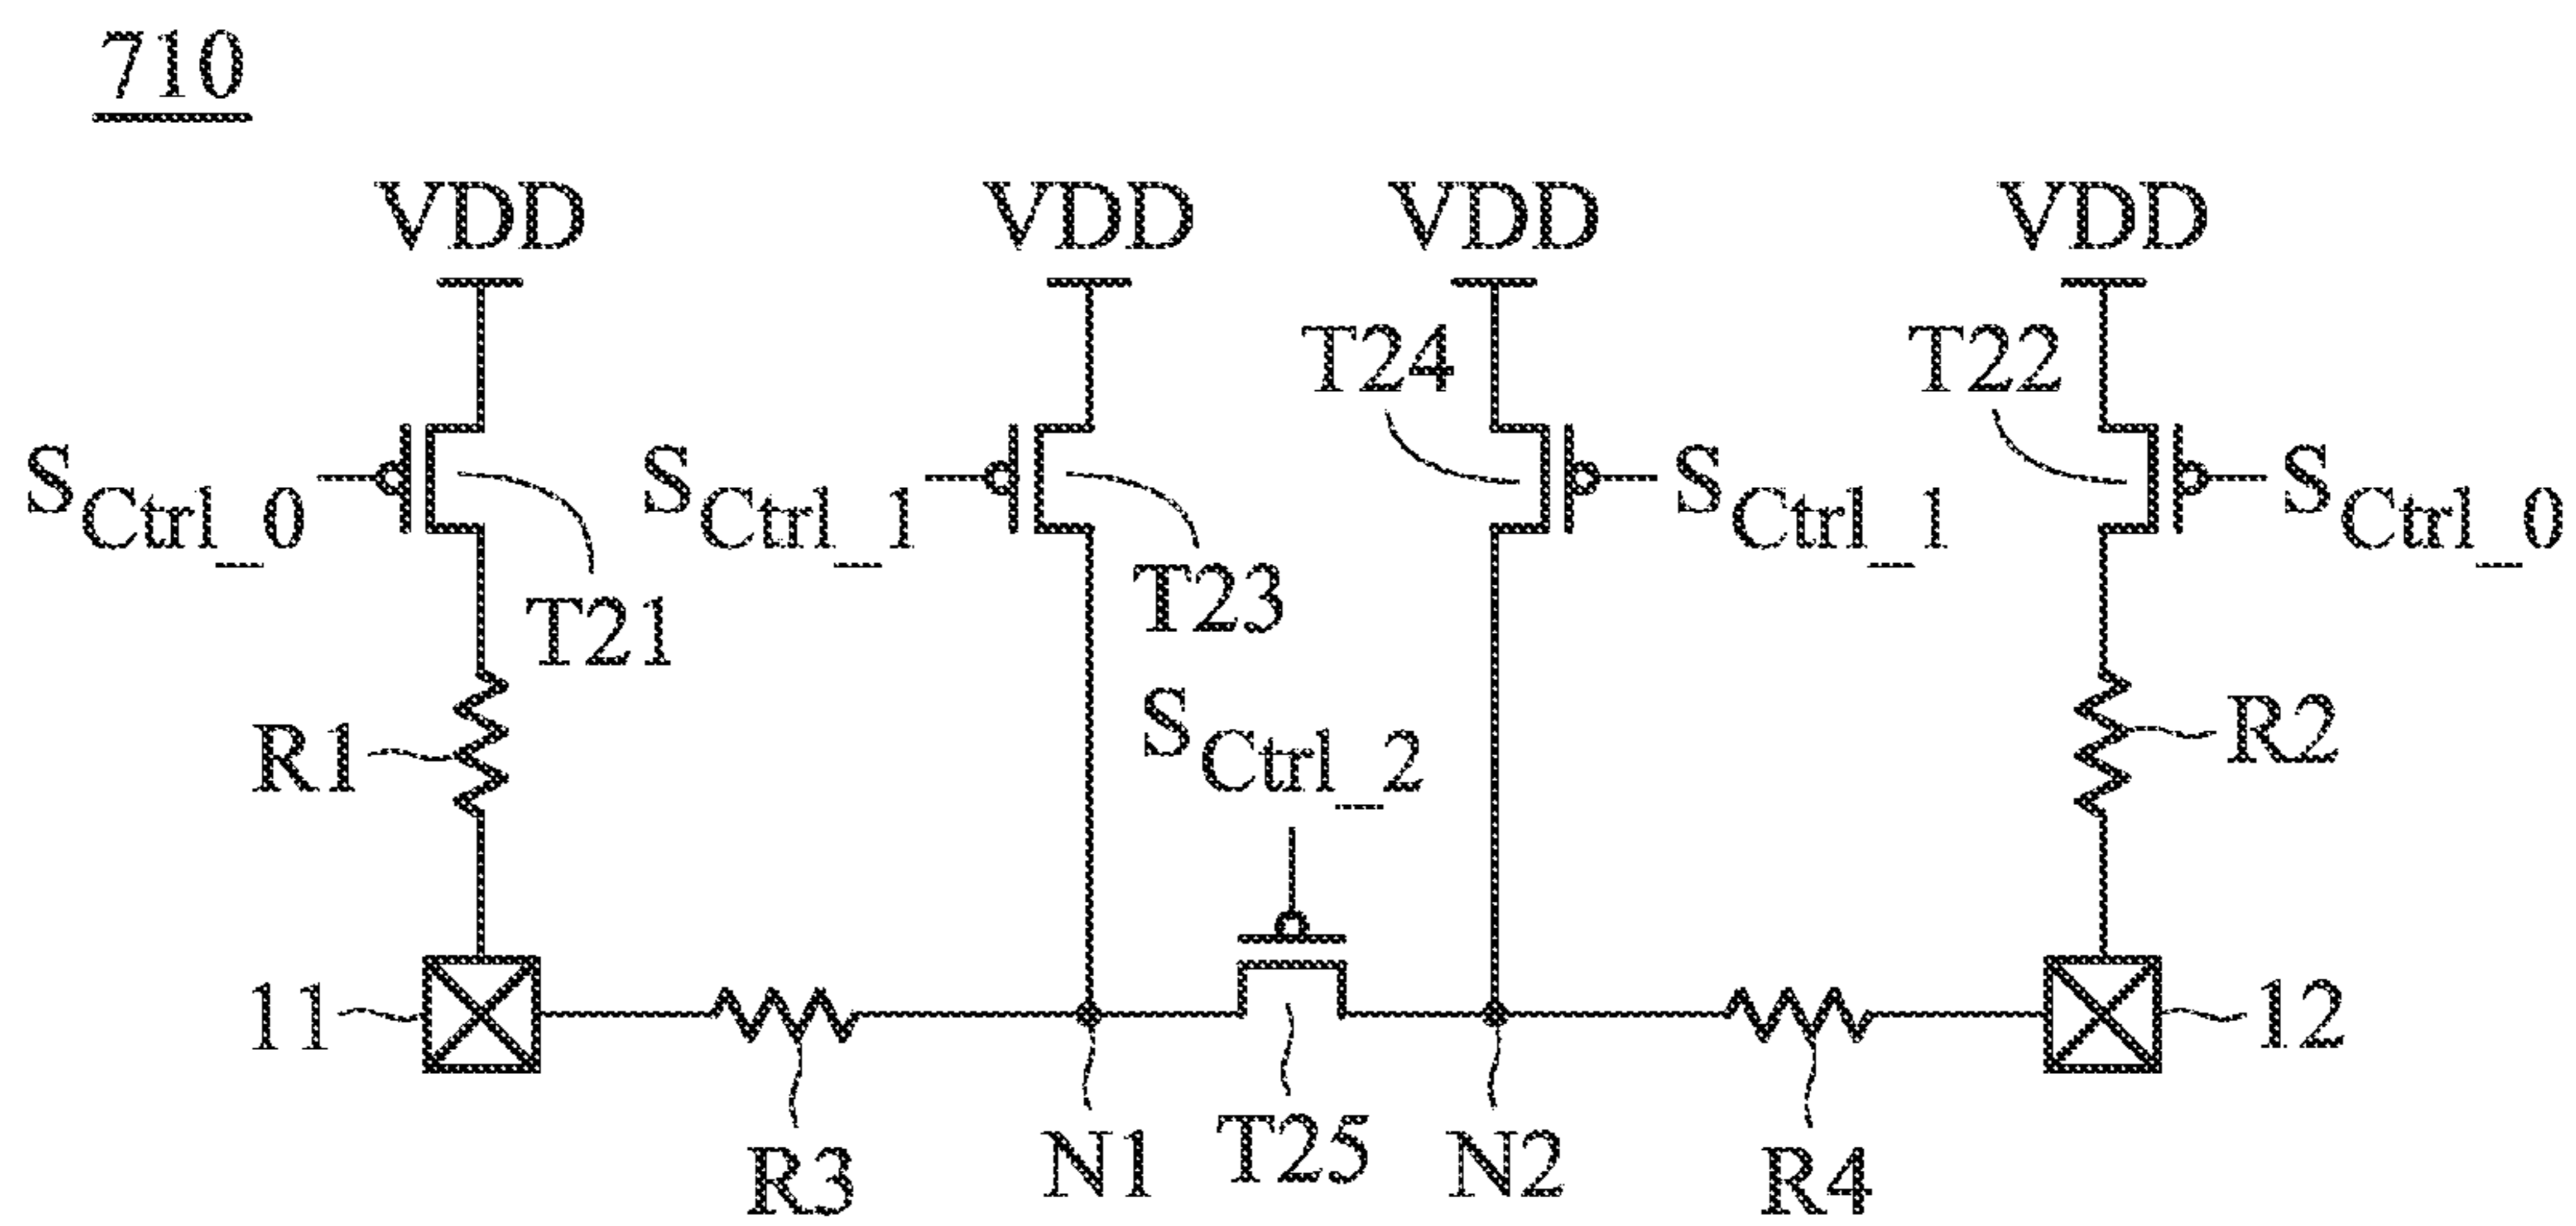 710
VDD VDD VDD VDD
T24 T22
SCtrl_0 SCtrl_1 SCtrl_1 SCtrl_0
T21 T23
R1 SCtrl_2 R2
11 12
R3 N1 T25 N2 R4